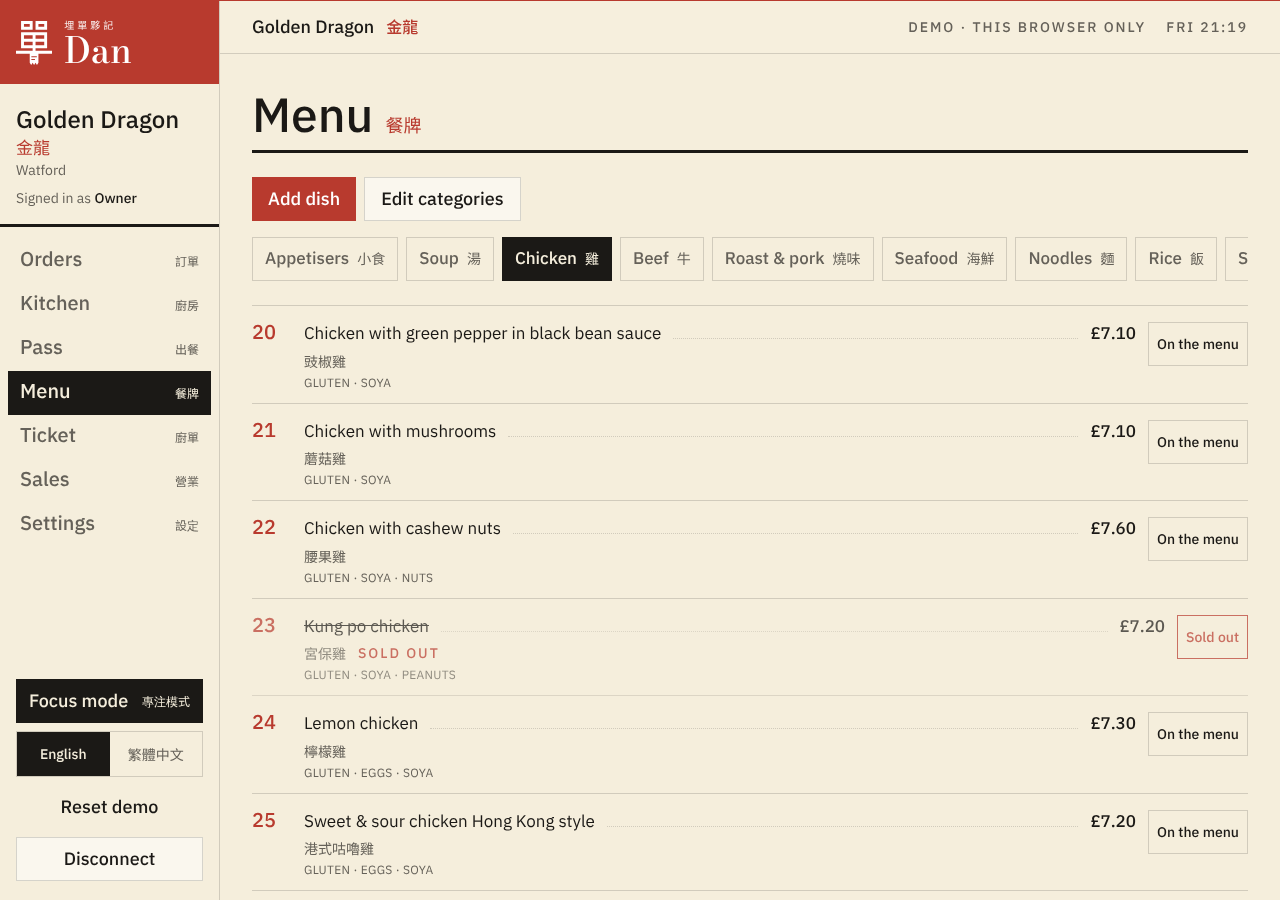 單 埋單夥記
Dan
Golden Dragon
金龍
Watford
Signed in as Owner
Orders 訂單
Kitchen 廚房
Pass 出餐
Menu 餐牌
Ticket 廚單
Sales 營業
Settings 設定
Focus mode 專注模式
English 繁體中文
Reset demo
Disconnect
Golden Dragon 金龍 DEMO · THIS BROWSER ONLY FRI 21:19
Menu 餐牌
Add dish Edit categories
Appetisers 小食 Soup 湯 Chicken 雞 Beef 牛 Roast & pork 燒味 Seafood 海鮮 Noodles 麵 Rice 飯 S
20 Chicken with green pepper in black bean sauce £7.10 On the menu
豉椒雞
GLUTEN · SOYA
21 Chicken with mushrooms £7.10 On the menu
蘑菇雞
GLUTEN · SOYA
22 Chicken with cashew nuts £7.60 On the menu
腰果雞
GLUTEN · SOYA · NUTS
23 Kung po chicken £7.20 Sold out
宮保雞 SOLD OUT
GLUTEN · SOYA · PEANUTS
24 Lemon chicken £7.30 On the menu
檸檬雞
GLUTEN · EGGS · SOYA
25 Sweet & sour chicken Hong Kong style £7.20 On the menu
港式咕嚕雞
GLUTEN · EGGS · SOYA